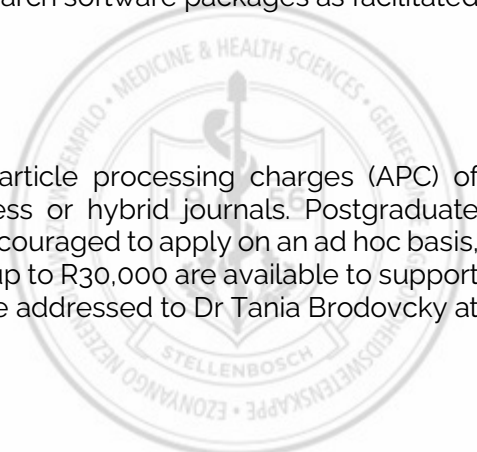 arch software packages as facilitated
MEDICINE & HEALTH SCIENCES
article processing charges (APC) of
ess or hybrid journals. Postgraduate
couraged to apply on an ad hoc basis,
up to R30,000 are available to support
e addressed to Dr Tania Brodovcky at
STELLENBOSCH